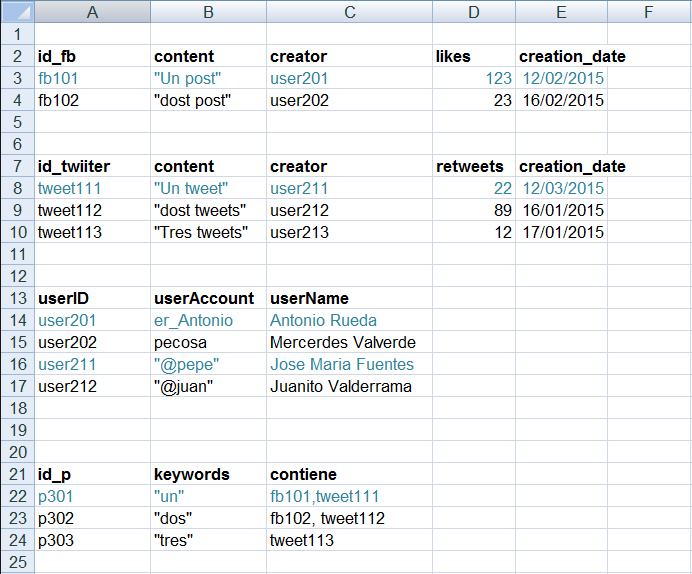 A B C D E F
1
2 id_fb content creator likes creation_date
3 fb101 "Un post" user201 123 12/02/2015
4 fb102 "dost post" user202 23 16/02/2015
5
6
7 id_twiiter content creator retweets creation_date
8 tweet111 "Un tweet" user211 22 12/03/2015
9 tweet112 "dost tweets" user212 89 16/01/2015
10 tweet113 "Tres tweets" user213 12 17/01/2015
11
12
13 userID userAccount userName
14 user201 er_Antonio Antonio Rueda
15 user202 pecosa Mercerdes Valverde
16 user211 "@pepe" Jose Maria Fuentes
17 user212 "@juan" Juanito Valderrama
18
19
20
21 id_p keywords contiene
22 p301 "un" fb101,tweet111
23 p302 "dos" fb102, tweet112
24 p303 "tres" tweet113
25